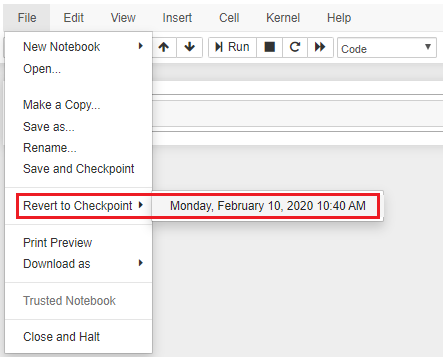 File Edit View Insert Cell Kernel Help
New Notebook
Run Code
Open...
Make a Copy...
Save as...
Rename...
Save and Checkpoint
Revert to Checkpoint Monday, February 10, 2020 10:40 AM
Print Preview
Download as
Trusted Notebook
Close and Halt